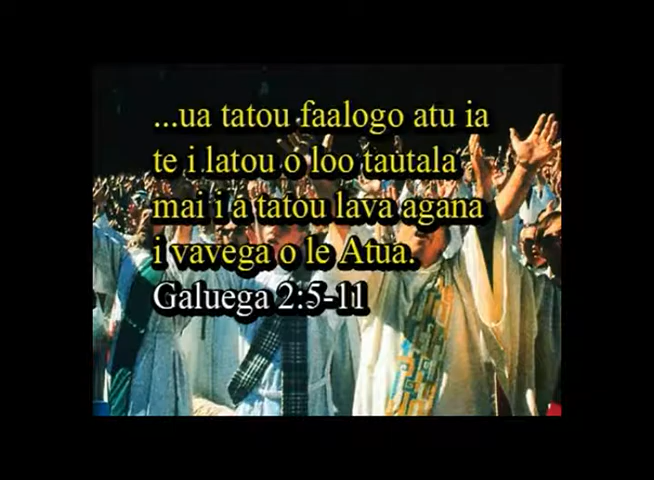 ...ua tatou faalogo atu ia
te i latou o loo tautala
mai i a tatou lava agana
i vavega o le Atua.
Galuega 2:5-11